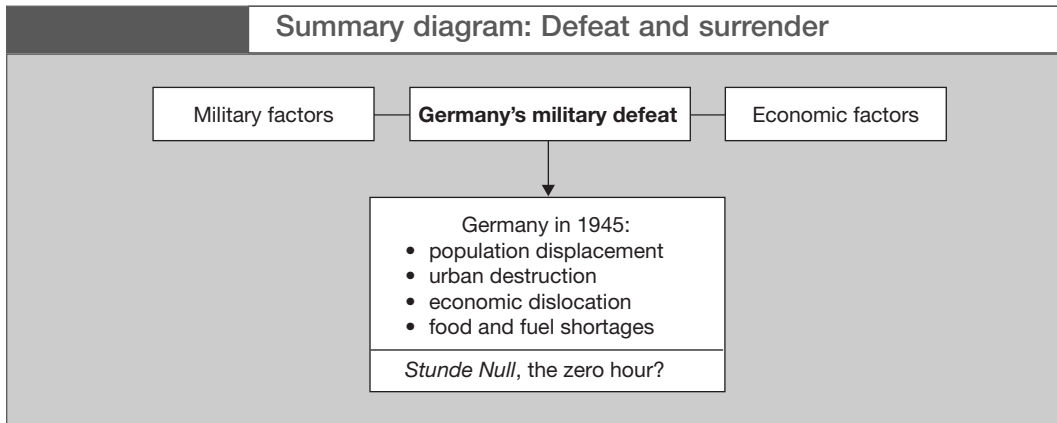 Summary diagram: Defeat and surrender
Military factors
Germany’s military defeat
Economic factors
Germany in 1945:
• population displacement
• urban destruction
• economic dislocation
• food and fuel shortages
Stunde Null, the zero hour?